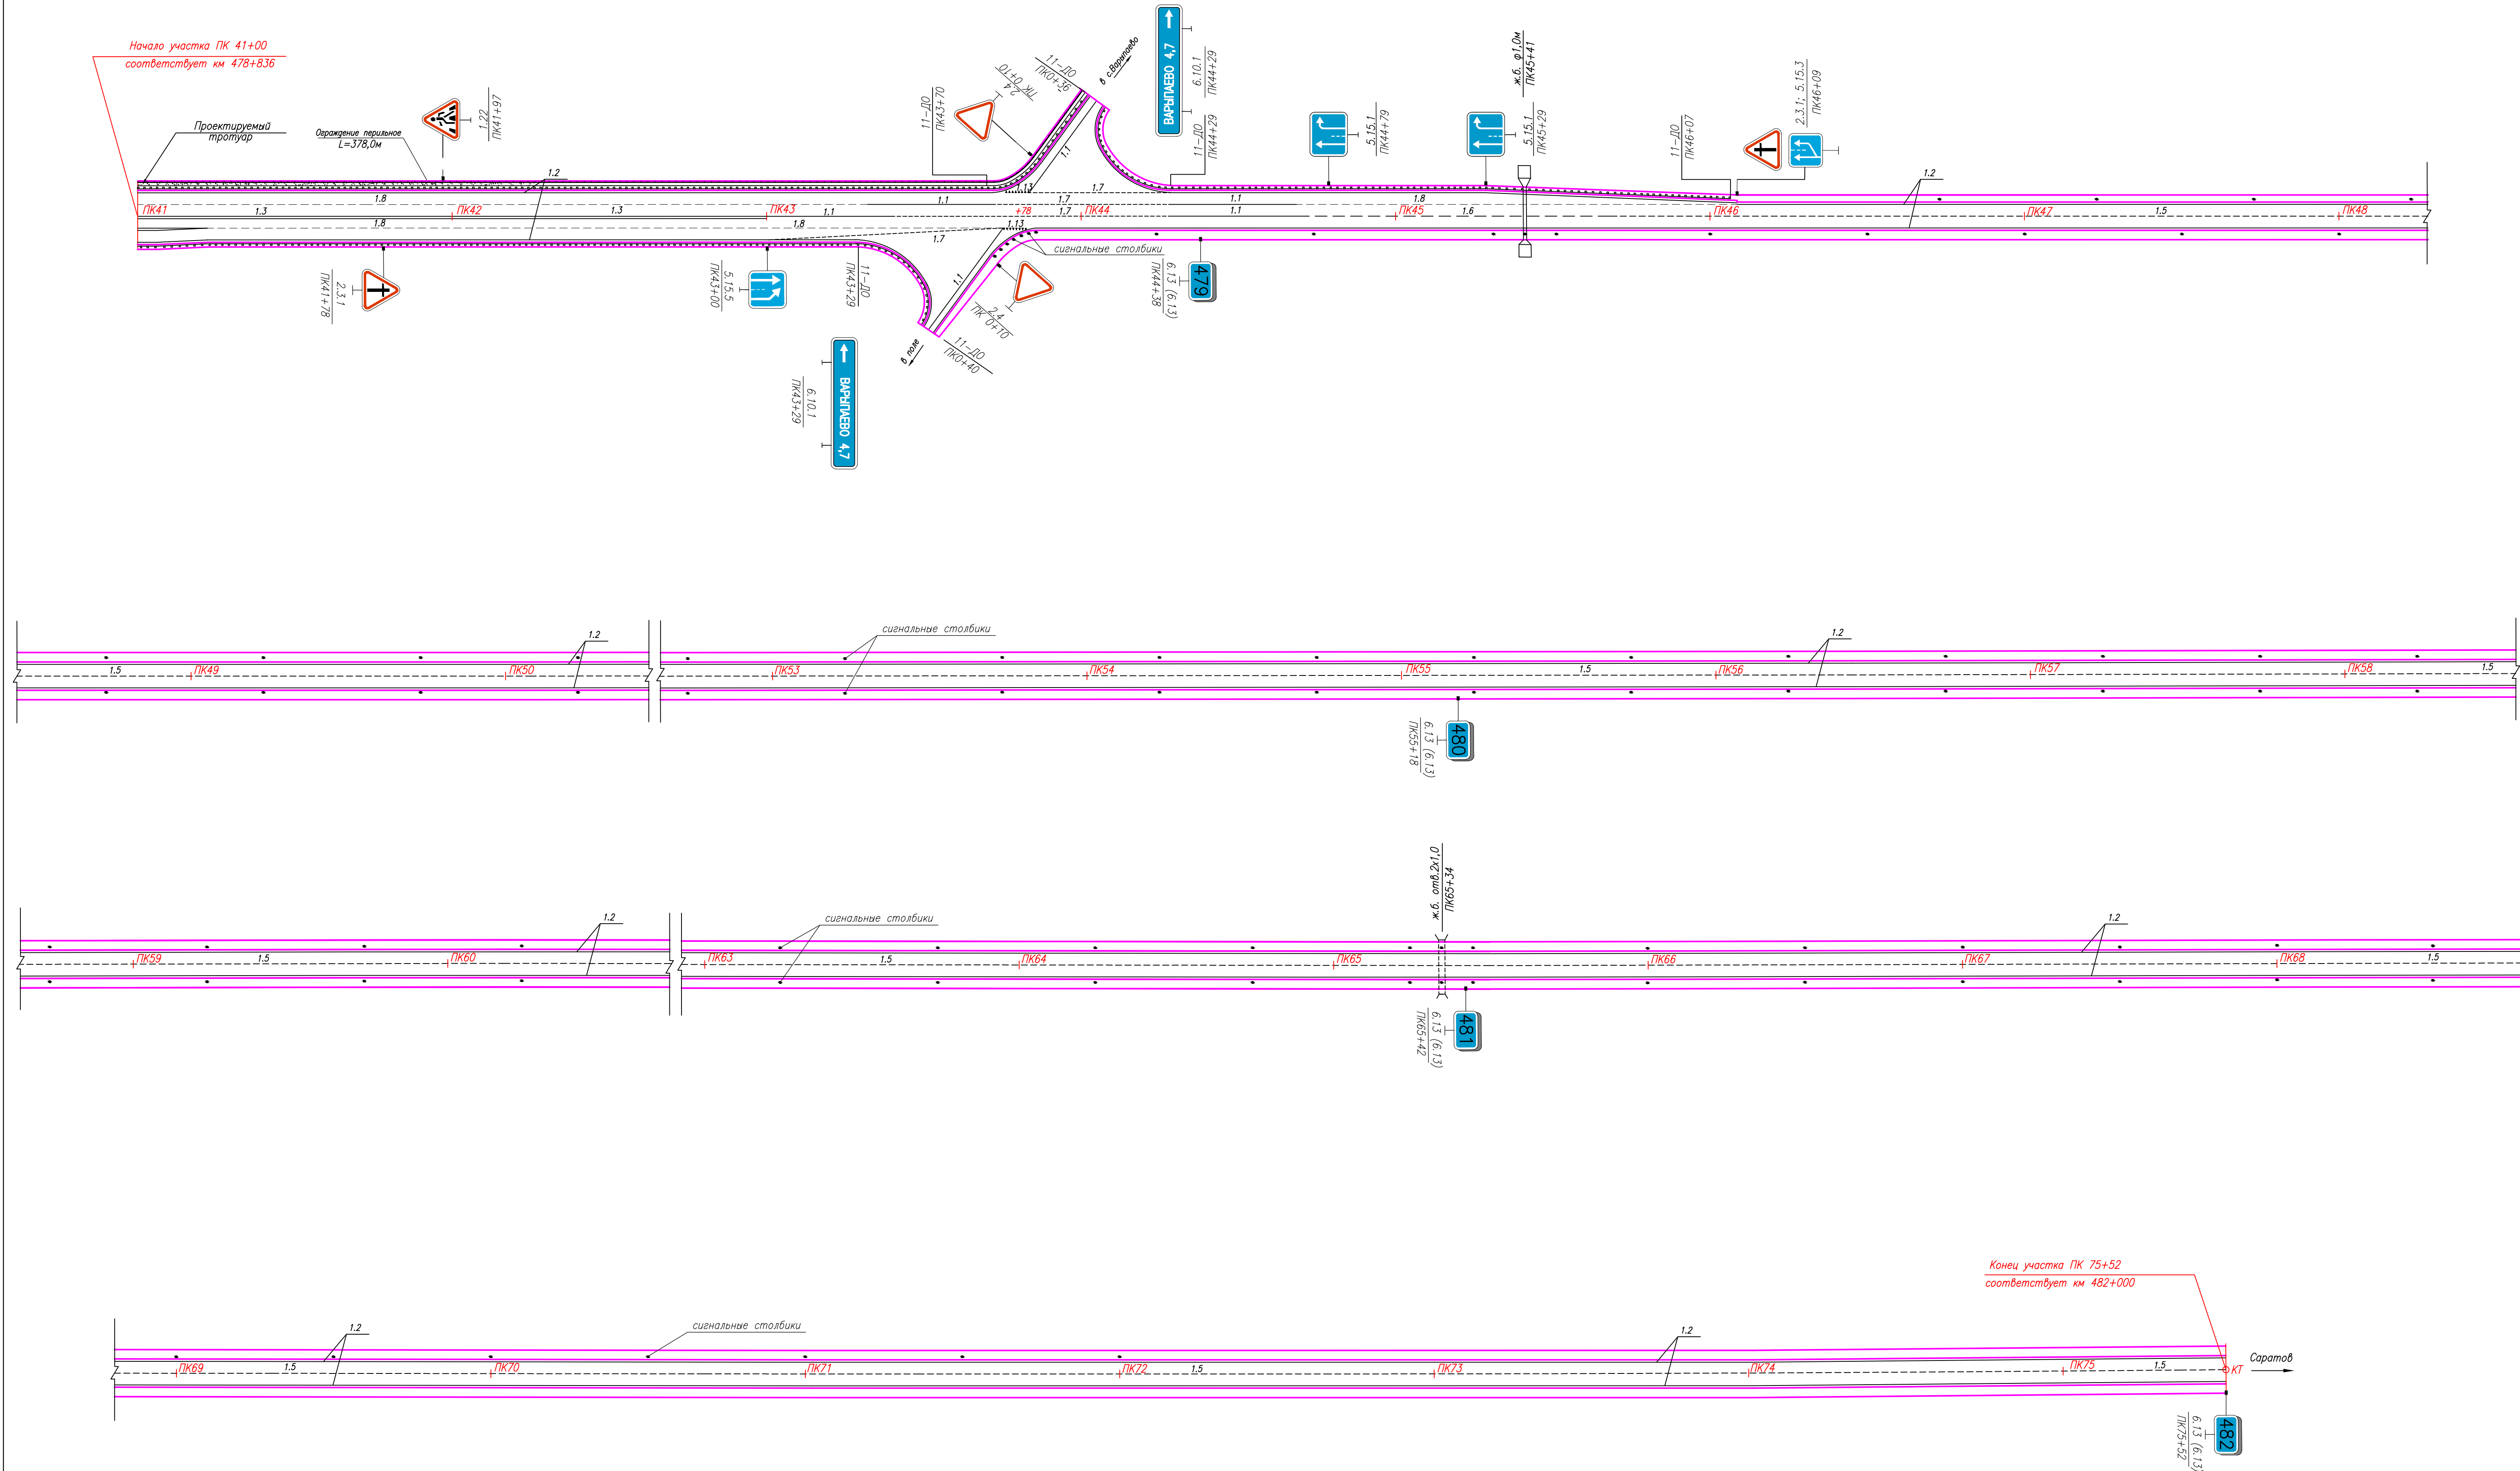 Начало участка ПК 41+00
соответствует км 478+836
Проектируемый
тротуар
Ограждение перильное
L=378,0м
1.22
ПК41+97
11-ДО
ПК43+70
2.4
ПК 0+10
11-ДО
ПК0+36
в с.Варыпаево
ВАРЫПАЕВО 4,7
6.10.1
ПК44+29
11-ДО
ПК44+29
5.15.1
ПК44+79
ж.б. ф1,0м
ПК45+41
5.15.1
ПК45+29
11-ДО
ПК46+07
2.3.1; 5.15.3
ПК46+09
1.2
1.2
1.1
1.13
1.7
1.8
1.1
1.7
1.1
1.8
ПК41
1.3
ПК42
1.3
ПК43
1.1
+78
1.7
ПК44
1.1
ПК45
1.6
ПК46
ПК47
1.5
ПК48
1.8
1.8
1.13
1.7
1.1
сигнальные столбики
2.3.1
ПК41+78
5.15.5
ПК43+00
11-ДО
ПК43+29
2.4
ПК 0+10
11-ДО
ПК0+40
в поле
6.13 (6.13)
ПК44+38
479
6.10.1
ПК43+29
ВАРЫПАЕВО 4,7
1.2
сигнальные столбики
1.2
1.5
ПК49
ПК50
ПК53
ПК54
ПК55
1.5
ПК56
ПК57
ПК58
1.5
6.13 (6.13)
ПК55+18
480
ж.б. отв.2х1,0
ПК65+34
1.2
сигнальные столбики
1.2
ПК59
1.5
ПК60
ПК63
1.5
ПК64
ПК65
ПК66
ПК67
ПК68
1.5
6.13 (6.13)
ПК65+42
481
Конец участка ПК 75+52
соответствует км 482+000
1.2
сигнальные столбики
1.2
ПК69
1.5
ПК70
ПК71
ПК72
1.5
ПК73
ПК74
ПК75
1.5
КТ
Саратов
6.13 (6.13)
ПК75+52
482